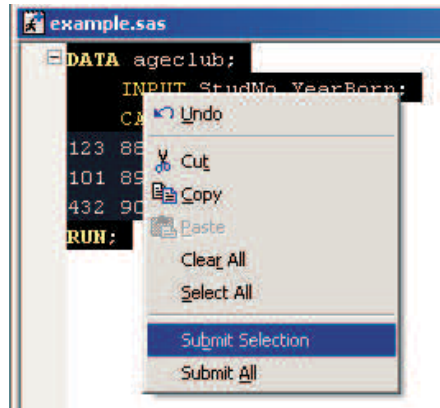 example.sas
DATA ageclub;
INPUT StudNo YearBorn;
123 88
101 89
432 90
RUN;
Undo
Cut
Copy
Paste
Clear All
Select All
Submit Selection
Submit All